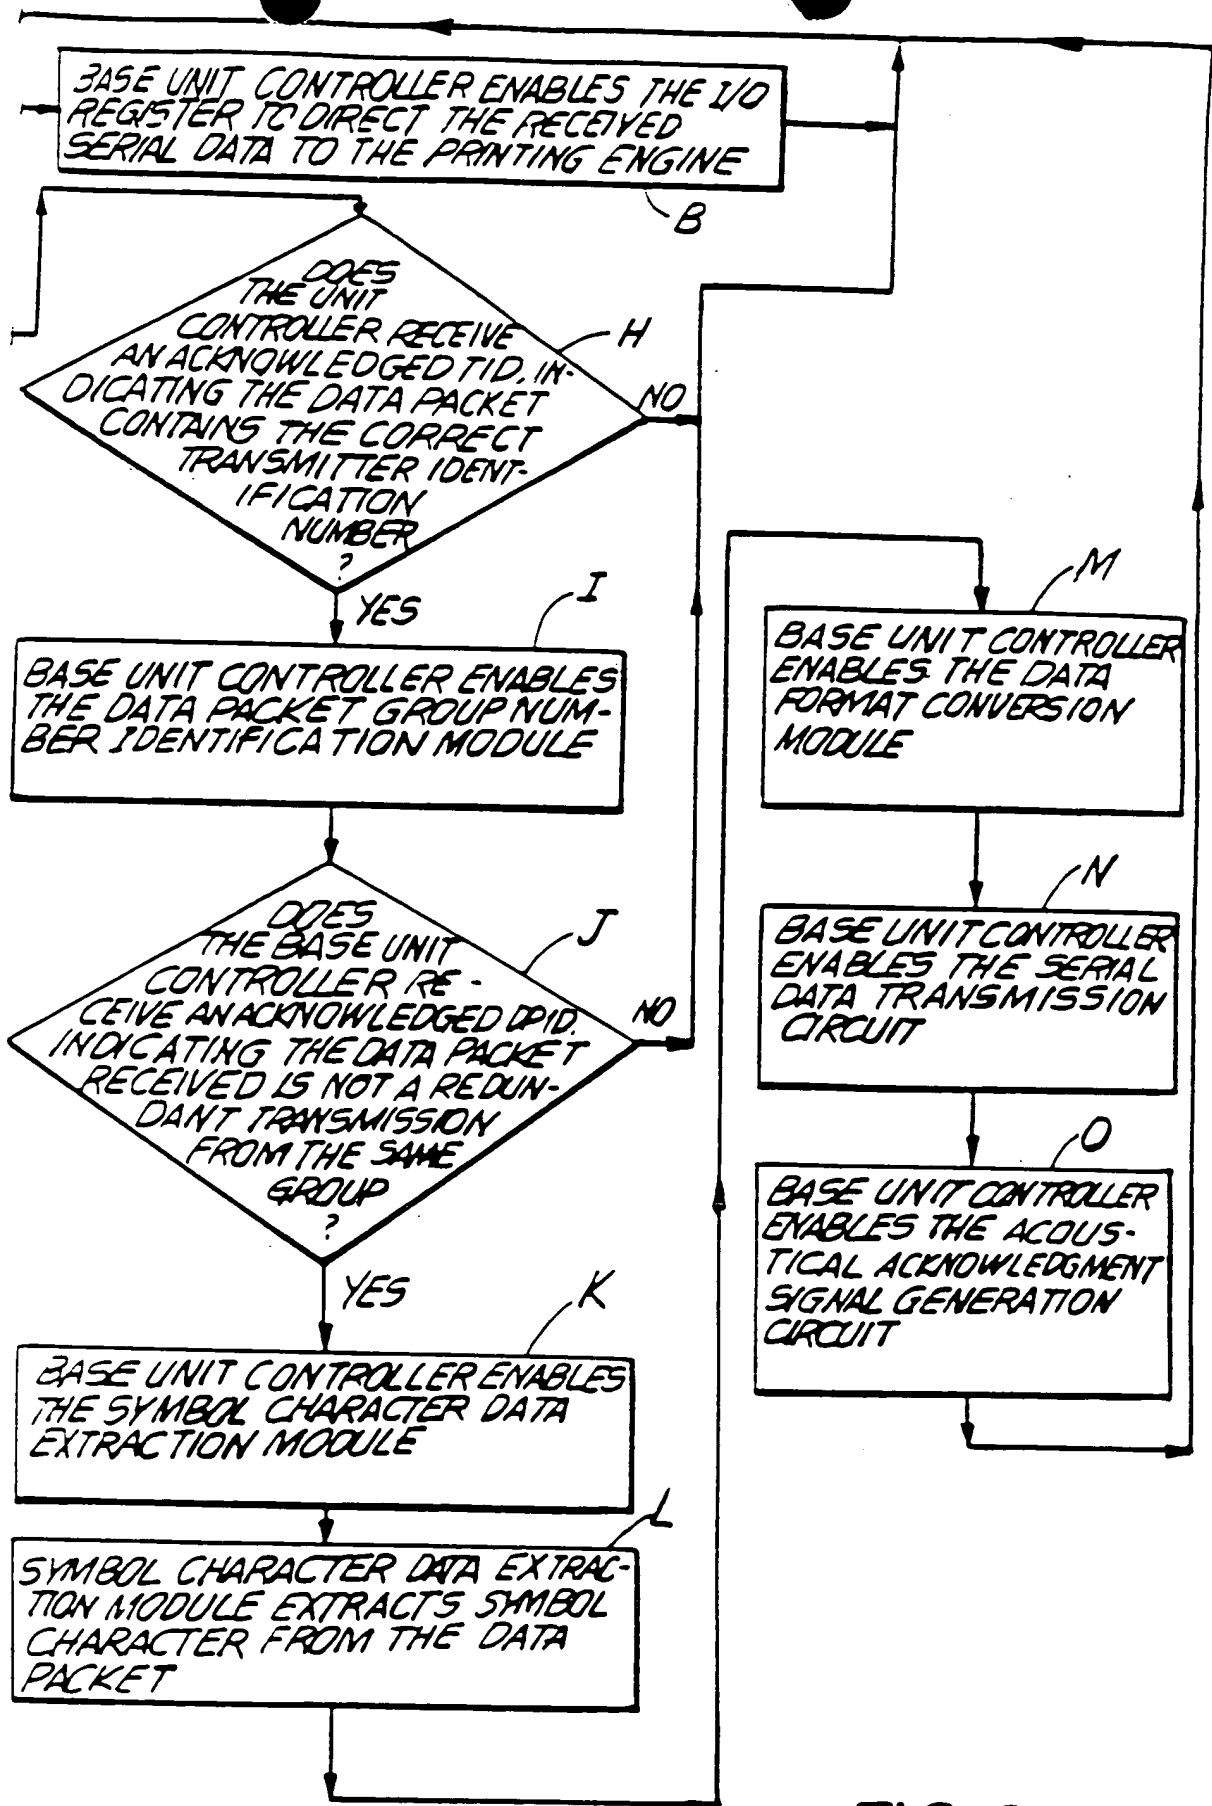 BASE UNIT CONTROLLER ENABLES THE I/O
REGISTER TO DIRECT THE RECEIVED
SERIAL DATA TO THE PRINTING ENGINE
B
DOES
THE UNIT
CONTROLLER RECEIVE
AN ACKNOWLEDGED TID, IN-
DICATING THE DATA PACKET
CONTAINS THE CORRECT
TRANSMITTER IDENT-
IFICATION
NUMBER
?
H
NO
YES
I
BASE UNIT CONTROLLER ENABLES
THE DATA PACKET GROUP NUM-
BER IDENTIFICATION MODULE
DOES
THE BASE UNIT
CONTROLLER RE-
CEIVE AN ACKNOWLEDGED DPID,
INDICATING THE DATA PACKET
RECEIVED IS NOT A REDUN-
DANT TRANSMISSION
FROM THE SAME
GROUP
?
J
NO
YES
K
BASE UNIT CONTROLLER ENABLES
THE SYMBOL CHARACTER DATA
EXTRACTION MODULE
L
SYMBOL CHARACTER DATA EXTRAC-
TION MODULE EXTRACTS SYMBOL
CHARACTER FROM THE DATA
PACKET
M
BASE UNIT CONTROLLER
ENABLES THE DATA
FORMAT CONVERSION
MODULE
N
BASE UNIT CONTROLLER
ENABLES THE SERIAL
DATA TRANSMISSION
CIRCUIT
O
BASE UNIT CONTROLLER
ENABLES THE ACOUS-
TICAL ACKNOWLEDGMENT
SIGNAL GENERATION
CIRCUIT